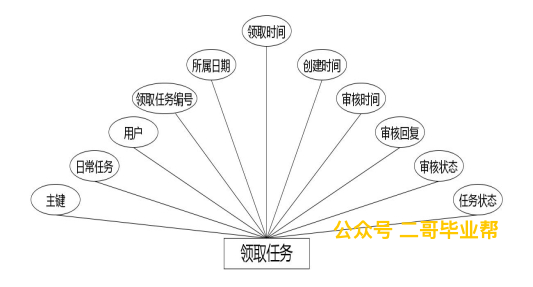 领取时间
所属日期
创建时间
领取任务编号
审核时间
用户
审核回复
日常任务
审核状态
主键
任务状态
公众号 二哥毕业帮
领取任务